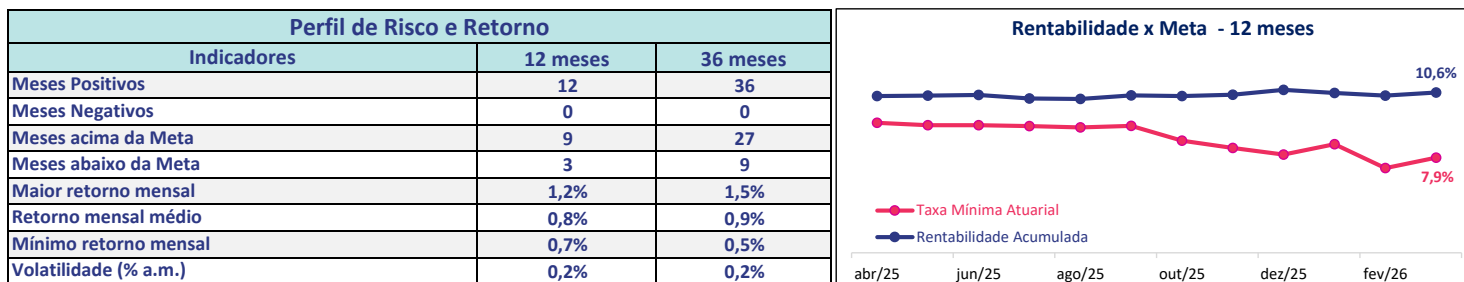 Perfil de Risco e Retorno
Indicadores 12 meses 36 meses
Meses Positivos 12 36
Meses Negativos 0 0
Meses acima da Meta 9 27
Meses abaixo da Meta 3 9
Maior retorno mensal 1,2% 1,5%
Retorno mensal médio 0,8% 0,9%
Mínimo retorno mensal 0,7% 0,5%
Volatilidade (% a.m.) 0,2% 0,2%
Rentabilidade x Meta - 12 meses
10,6%
7,9%
Taxa Mínima Atuarial
Rentabilidade Acumulada
abr/25 jun/25 ago/25 out/25 dez/25 fev/26